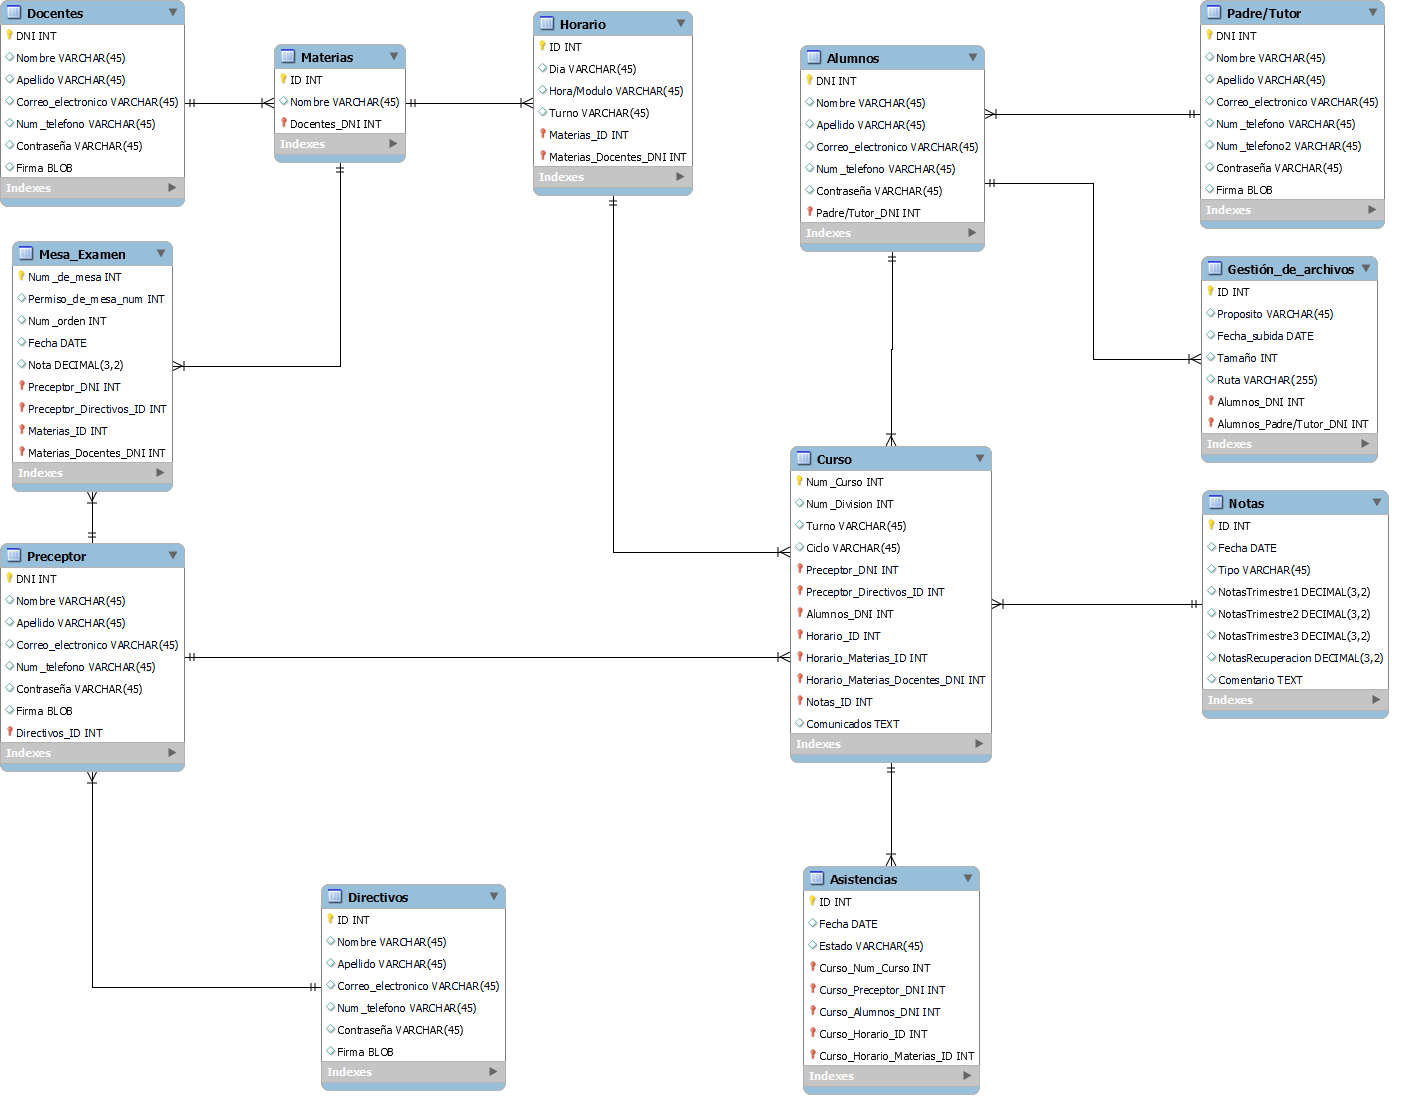 Docentes
DNI INT
Nombre VARCHAR(45)
Apellido VARCHAR(45)
Correo_electronico VARCHAR(45)
Num_telefono VARCHAR(45)
Contraseña VARCHAR(45)
Firma BLOB
Indexes
Materias
ID INT
Nombre VARCHAR(45)
Docentes_DNI INT
Indexes
Horario
ID INT
Dia VARCHAR(45)
Hora/Modulo VARCHAR(45)
Turno VARCHAR(45)
Materias_ID INT
Materias_Docentes_DNI INT
Indexes
Alumnos
DNI INT
Nombre VARCHAR(45)
Apellido VARCHAR(45)
Correo_electronico VARCHAR(45)
Num_telefono VARCHAR(45)
Contraseña VARCHAR(45)
Padre/Tutor_DNI INT
Indexes
Padre/Tutor
DNI INT
Nombre VARCHAR(45)
Apellido VARCHAR(45)
Correo_electronico VARCHAR(45)
Num_telefono VARCHAR(45)
Num_telefono2 VARCHAR(45)
Contraseña VARCHAR(45)
Firma BLOB
Indexes
Mesa_Examen
Num_de_mesa INT
Permiso_de_mesa_num INT
Num_orden INT
Fecha DATE
Nota DECIMAL(3,2)
Preceptor_DNI INT
Preceptor_Directivos_ID INT
Materias_ID INT
Materias_Docentes_DNI INT
Indexes
Gestión_de_archivos
ID INT
Proposito VARCHAR(45)
Fecha_subida DATE
Tamaño INT
Ruta VARCHAR(255)
Alumnos_DNI INT
Alumnos_Padre/Tutor_DNI INT
Indexes
Curso
Num_Curso INT
Num_Division INT
Turno VARCHAR(45)
Ciclo VARCHAR(45)
Preceptor_DNI INT
Preceptor_Directivos_ID INT
Alumnos_DNI INT
Horario_ID INT
Horario_Materias_ID INT
Horario_Materias_Docentes_DNI INT
Notas_ID INT
Comunicados TEXT
Indexes
Notas
ID INT
Fecha DATE
Tipo VARCHAR(45)
NotasTrimestre1 DECIMAL(3,2)
NotasTrimestre2 DECIMAL(3,2)
NotasTrimestre3 DECIMAL(3,2)
NotasRecuperacion DECIMAL(3,2)
Comentario TEXT
Indexes
Preceptor
DNI INT
Nombre VARCHAR(45)
Apellido VARCHAR(45)
Correo_electronico VARCHAR(45)
Num_telefono VARCHAR(45)
Contraseña VARCHAR(45)
Firma BLOB
Directivos_ID INT
Indexes
Directivos
ID INT
Nombre VARCHAR(45)
Apellido VARCHAR(45)
Correo_electronico VARCHAR(45)
Num_telefono VARCHAR(45)
Contraseña VARCHAR(45)
Firma BLOB
Indexes
Asistencias
ID INT
Fecha DATE
Estado VARCHAR(45)
Curso_Num_Curso INT
Curso_Preceptor_DNI INT
Curso_Alumnos_DNI INT
Curso_Horario_ID INT
Curso_Horario_Materias_ID INT
Indexes